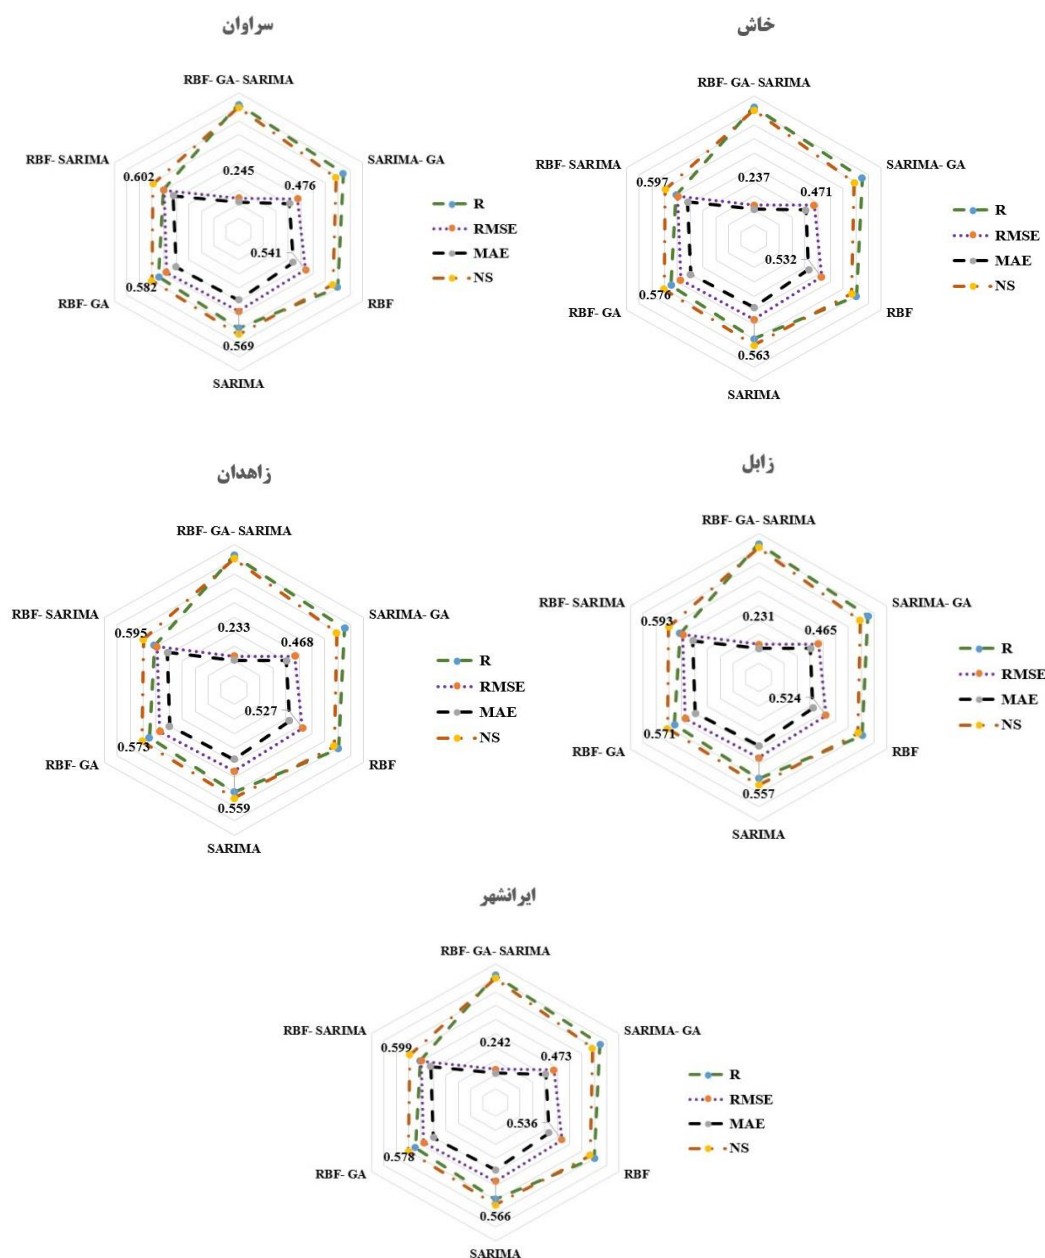 سراوان
RBF- GA- SARIMA
RBF- SARIMA
SARIMA- GA
0.602
0.245
0.476
0.541
0.582
RBF- GA
RBF
0.569
SARIMA
R
RMSE
MAE
NS
خاش
RBF- GA- SARIMA
RBF- SARIMA
SARIMA- GA
0.597
0.237
0.471
0.532
0.576
RBF- GA
RBF
0.563
SARIMA
R
RMSE
MAE
NS
زاهدان
RBF- GA- SARIMA
RBF- SARIMA
SARIMA- GA
0.595
0.233
0.468
0.527
0.573
RBF- GA
RBF
0.559
SARIMA
R
RMSE
MAE
NS
زابل
RBF- GA- SARIMA
RBF- SARIMA
SARIMA- GA
0.593
0.231
0.465
0.524
0.571
RBF- GA
RBF
0.557
SARIMA
R
RMSE
MAE
NS
ایرانشهر
RBF- GA- SARIMA
RBF- SARIMA
SARIMA- GA
0.599
0.242
0.473
0.536
0.578
RBF- GA
RBF
0.566
SARIMA
R
RMSE
MAE
NS